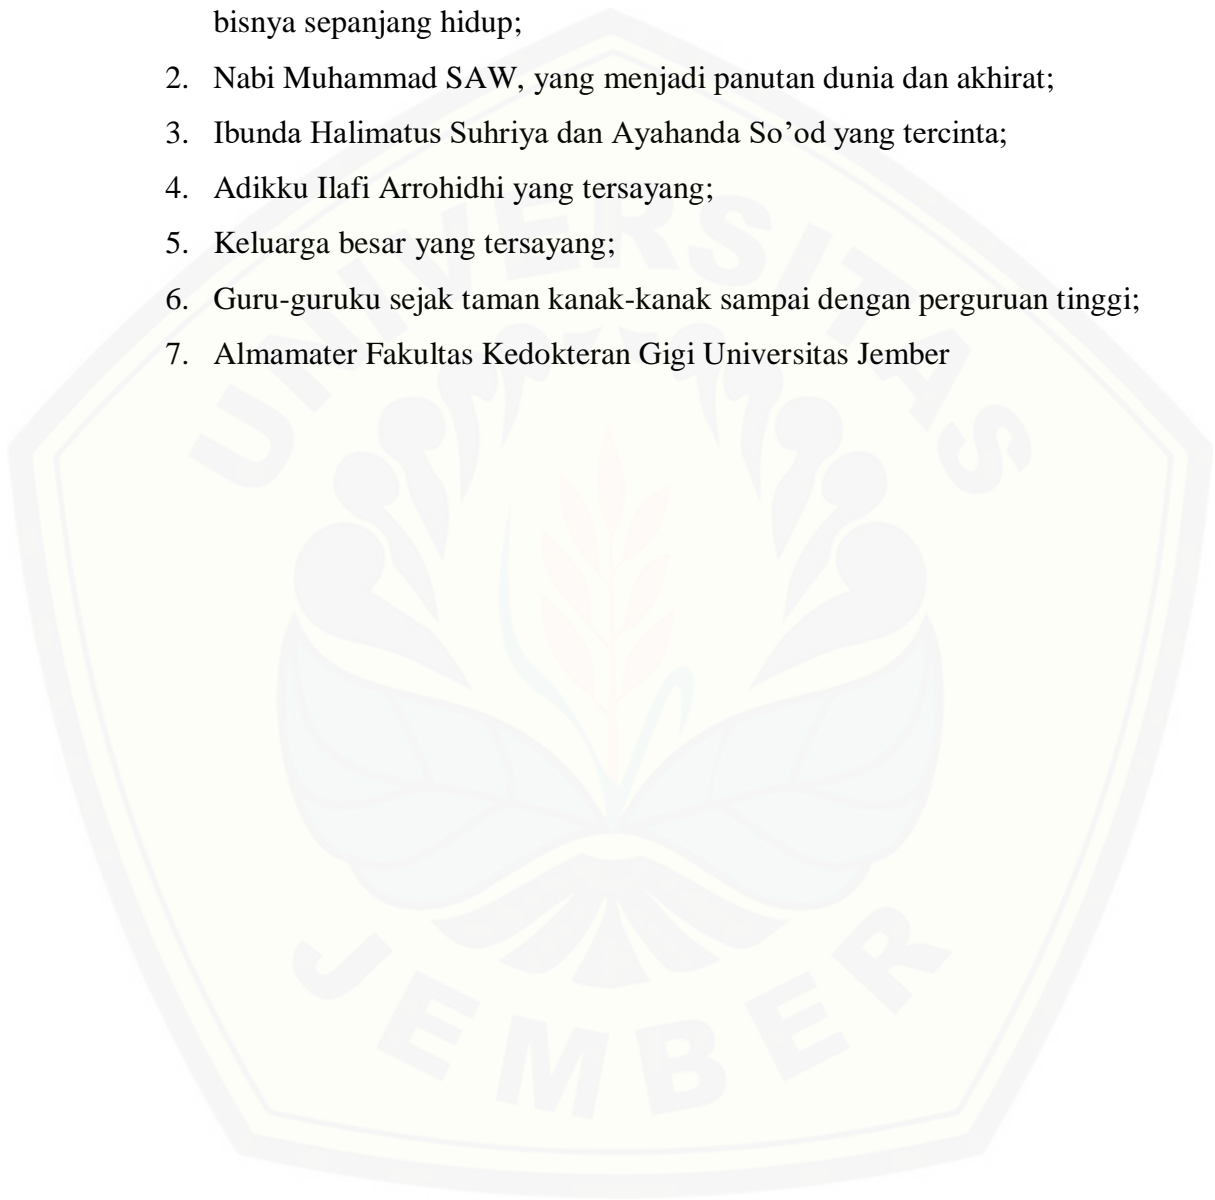 bisnya sepanjang hidup;
2. Nabi Muhammad SAW, yang menjadi panutan dunia dan akhirat;
3. Ibunda Halimatus Suhriya dan Ayahanda So’od yang tercinta;
4. Adikku Ilafi Arrohidhi yang tersayang;
5. Keluarga besar yang tersayang;
6. Guru-guruku sejak taman kanak-kanak sampai dengan perguruan tinggi;
7. Almamater Fakultas Kedokteran Gigi Universitas Jember
UNIVERSITAS
JEMBER